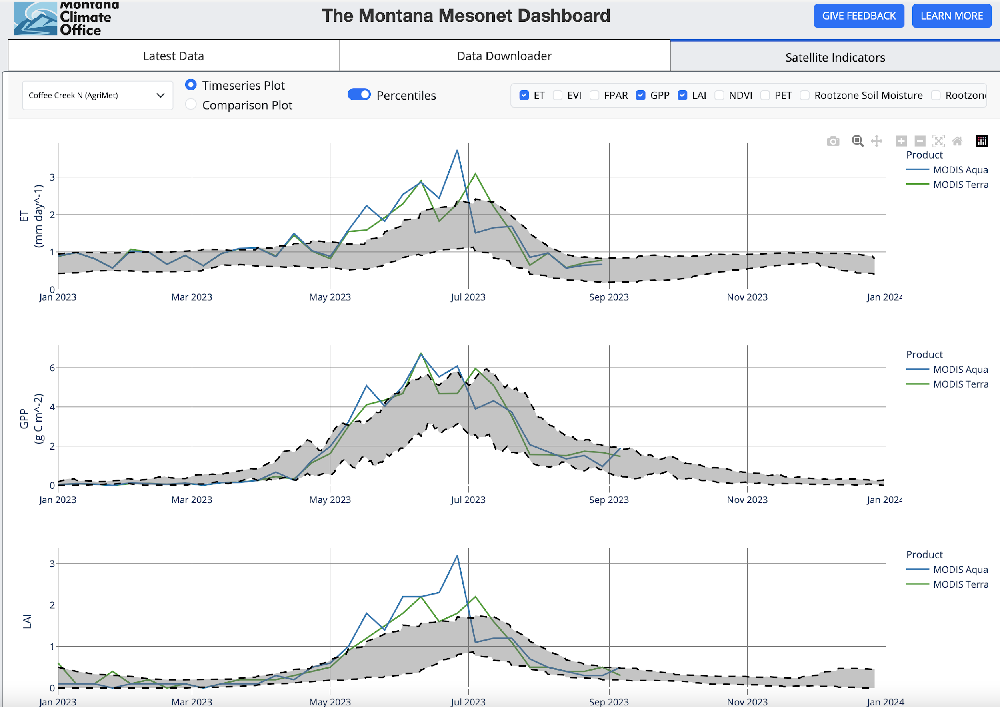 Montana
Climate
Office
The Montana Mesonet Dashboard
GIVE FEEDBACK
LEARN MORE
Latest Data
Data Downloader
Satellite Indicators
Coffee Creek N (AgriMet)
Timeseries Plot
Comparison Plot
Percentiles
ET EVI FPAR GPP LAI NDVI PET Rootzone Soil Moisture Rootzone
Product
MODIS Aqua
MODIS Terra
ET
(mm day^-1)
3
2
1
0
Jan 2023 Mar 2023 May 2023 Jul 2023 Sep 2023 Nov 2023 Jan 2024
Product
MODIS Aqua
MODIS Terra
GPP
(g C m^-2)
6
4
2
0
Jan 2023 Mar 2023 May 2023 Jul 2023 Sep 2023 Nov 2023 Jan 2024
Product
MODIS Aqua
MODIS Terra
LAI
3
2
1
0
Jan 2023 Mar 2023 May 2023 Jul 2023 Sep 2023 Nov 2023 Jan 2024